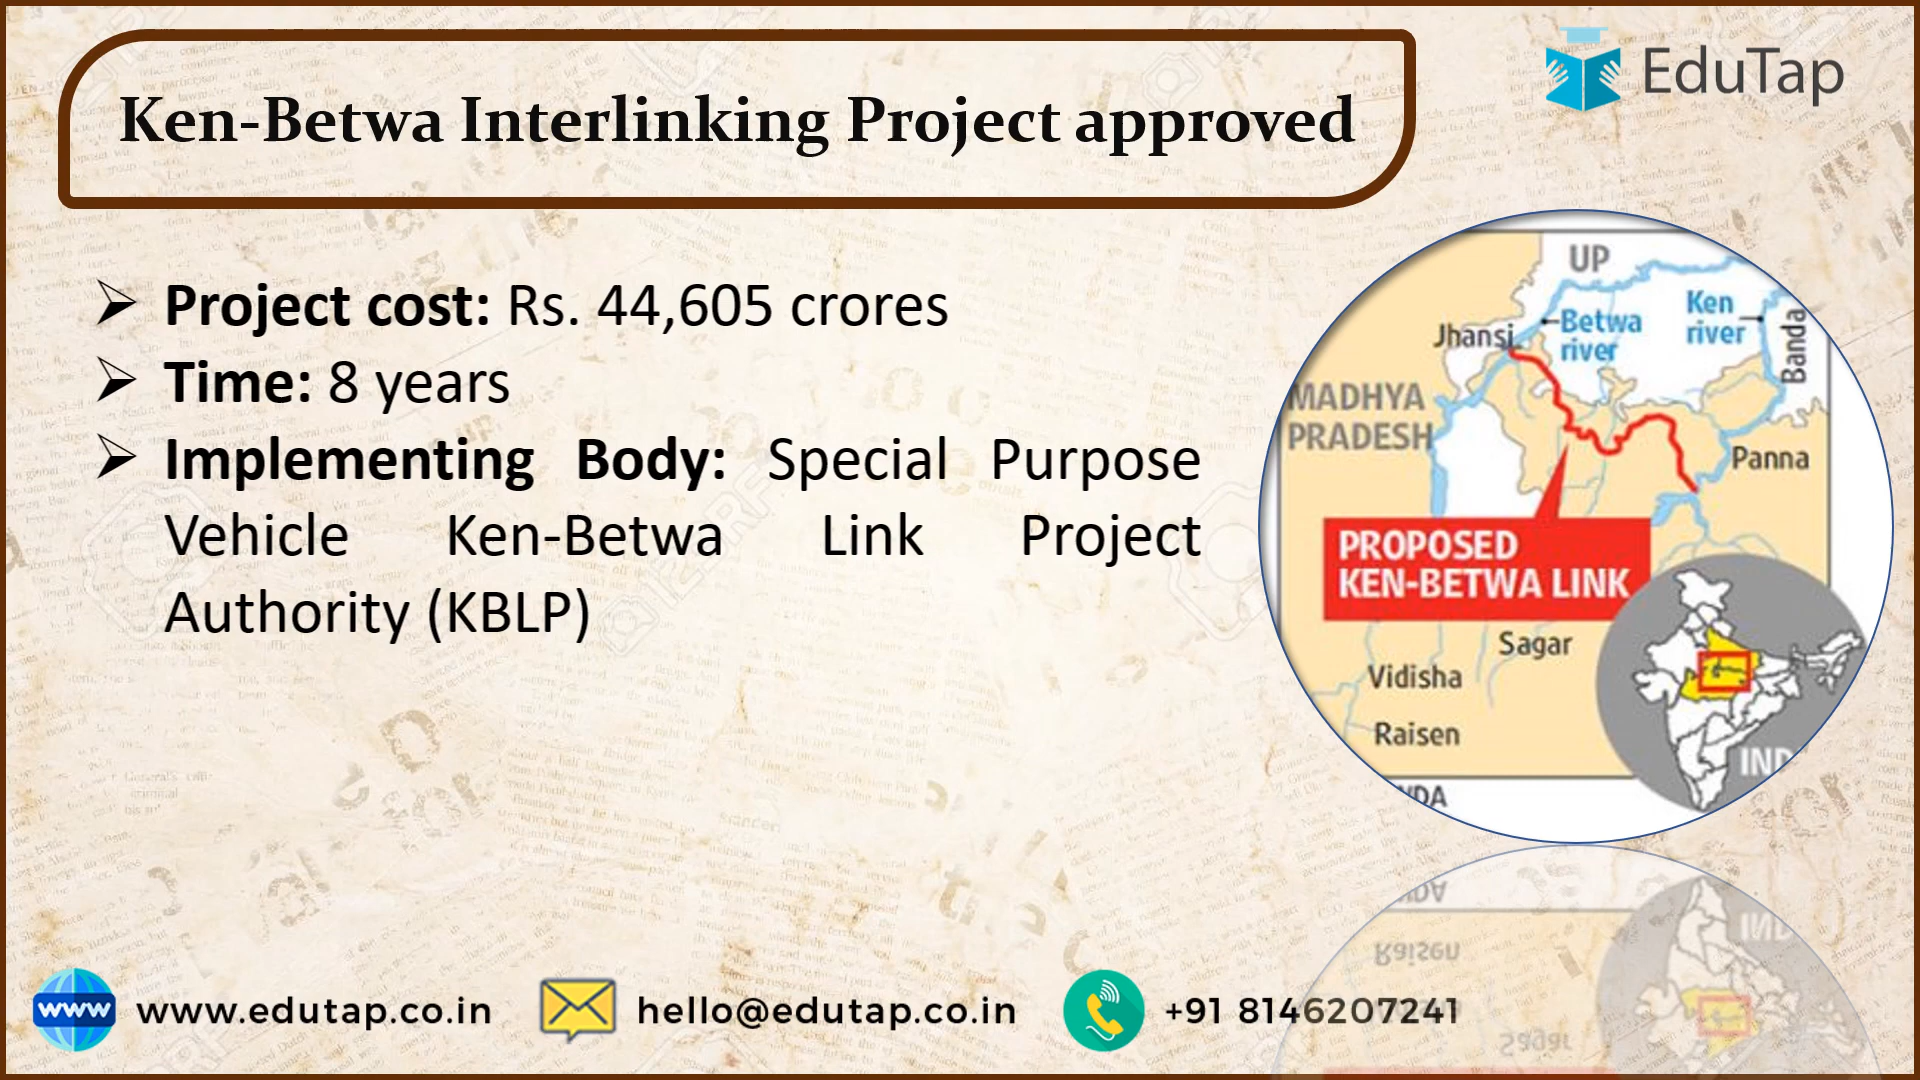 Ken-Betwa Interlinking Project approved
EduTap
Project cost: Rs. 44,605 crores
Time: 8 years
Implementing Body: Special Purpose
Vehicle Ken-Betwa Link Project
Authority (KBLP)
UP
Betwa
river
Ken
river
Banda
Jhansi
MADHYA
PRADESH
Panna
PROPOSED
KEN-BETWA LINK
Sagar
Vidisha
Raisen
IND
www
www.edutap.co.in
hello@edutap.co.in
+91 8146207241